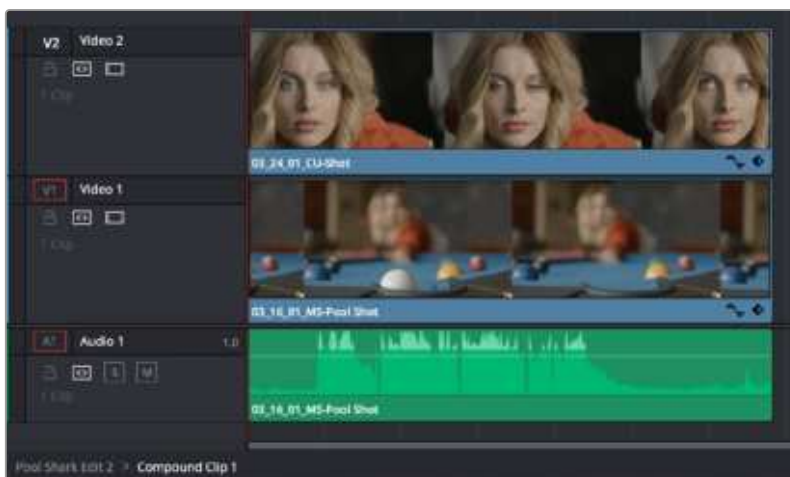 V2 Video 2
1 Clip
03_24_01_CU-Shot
V1 Video 1
1 Clip
03_16_01_MS-Pool Shot
A1 Audio 1 1.0
S M
1 Clip
03_16_01_MS-Pool Shot
Pool Shark Edit 2 > Compound Clip 1